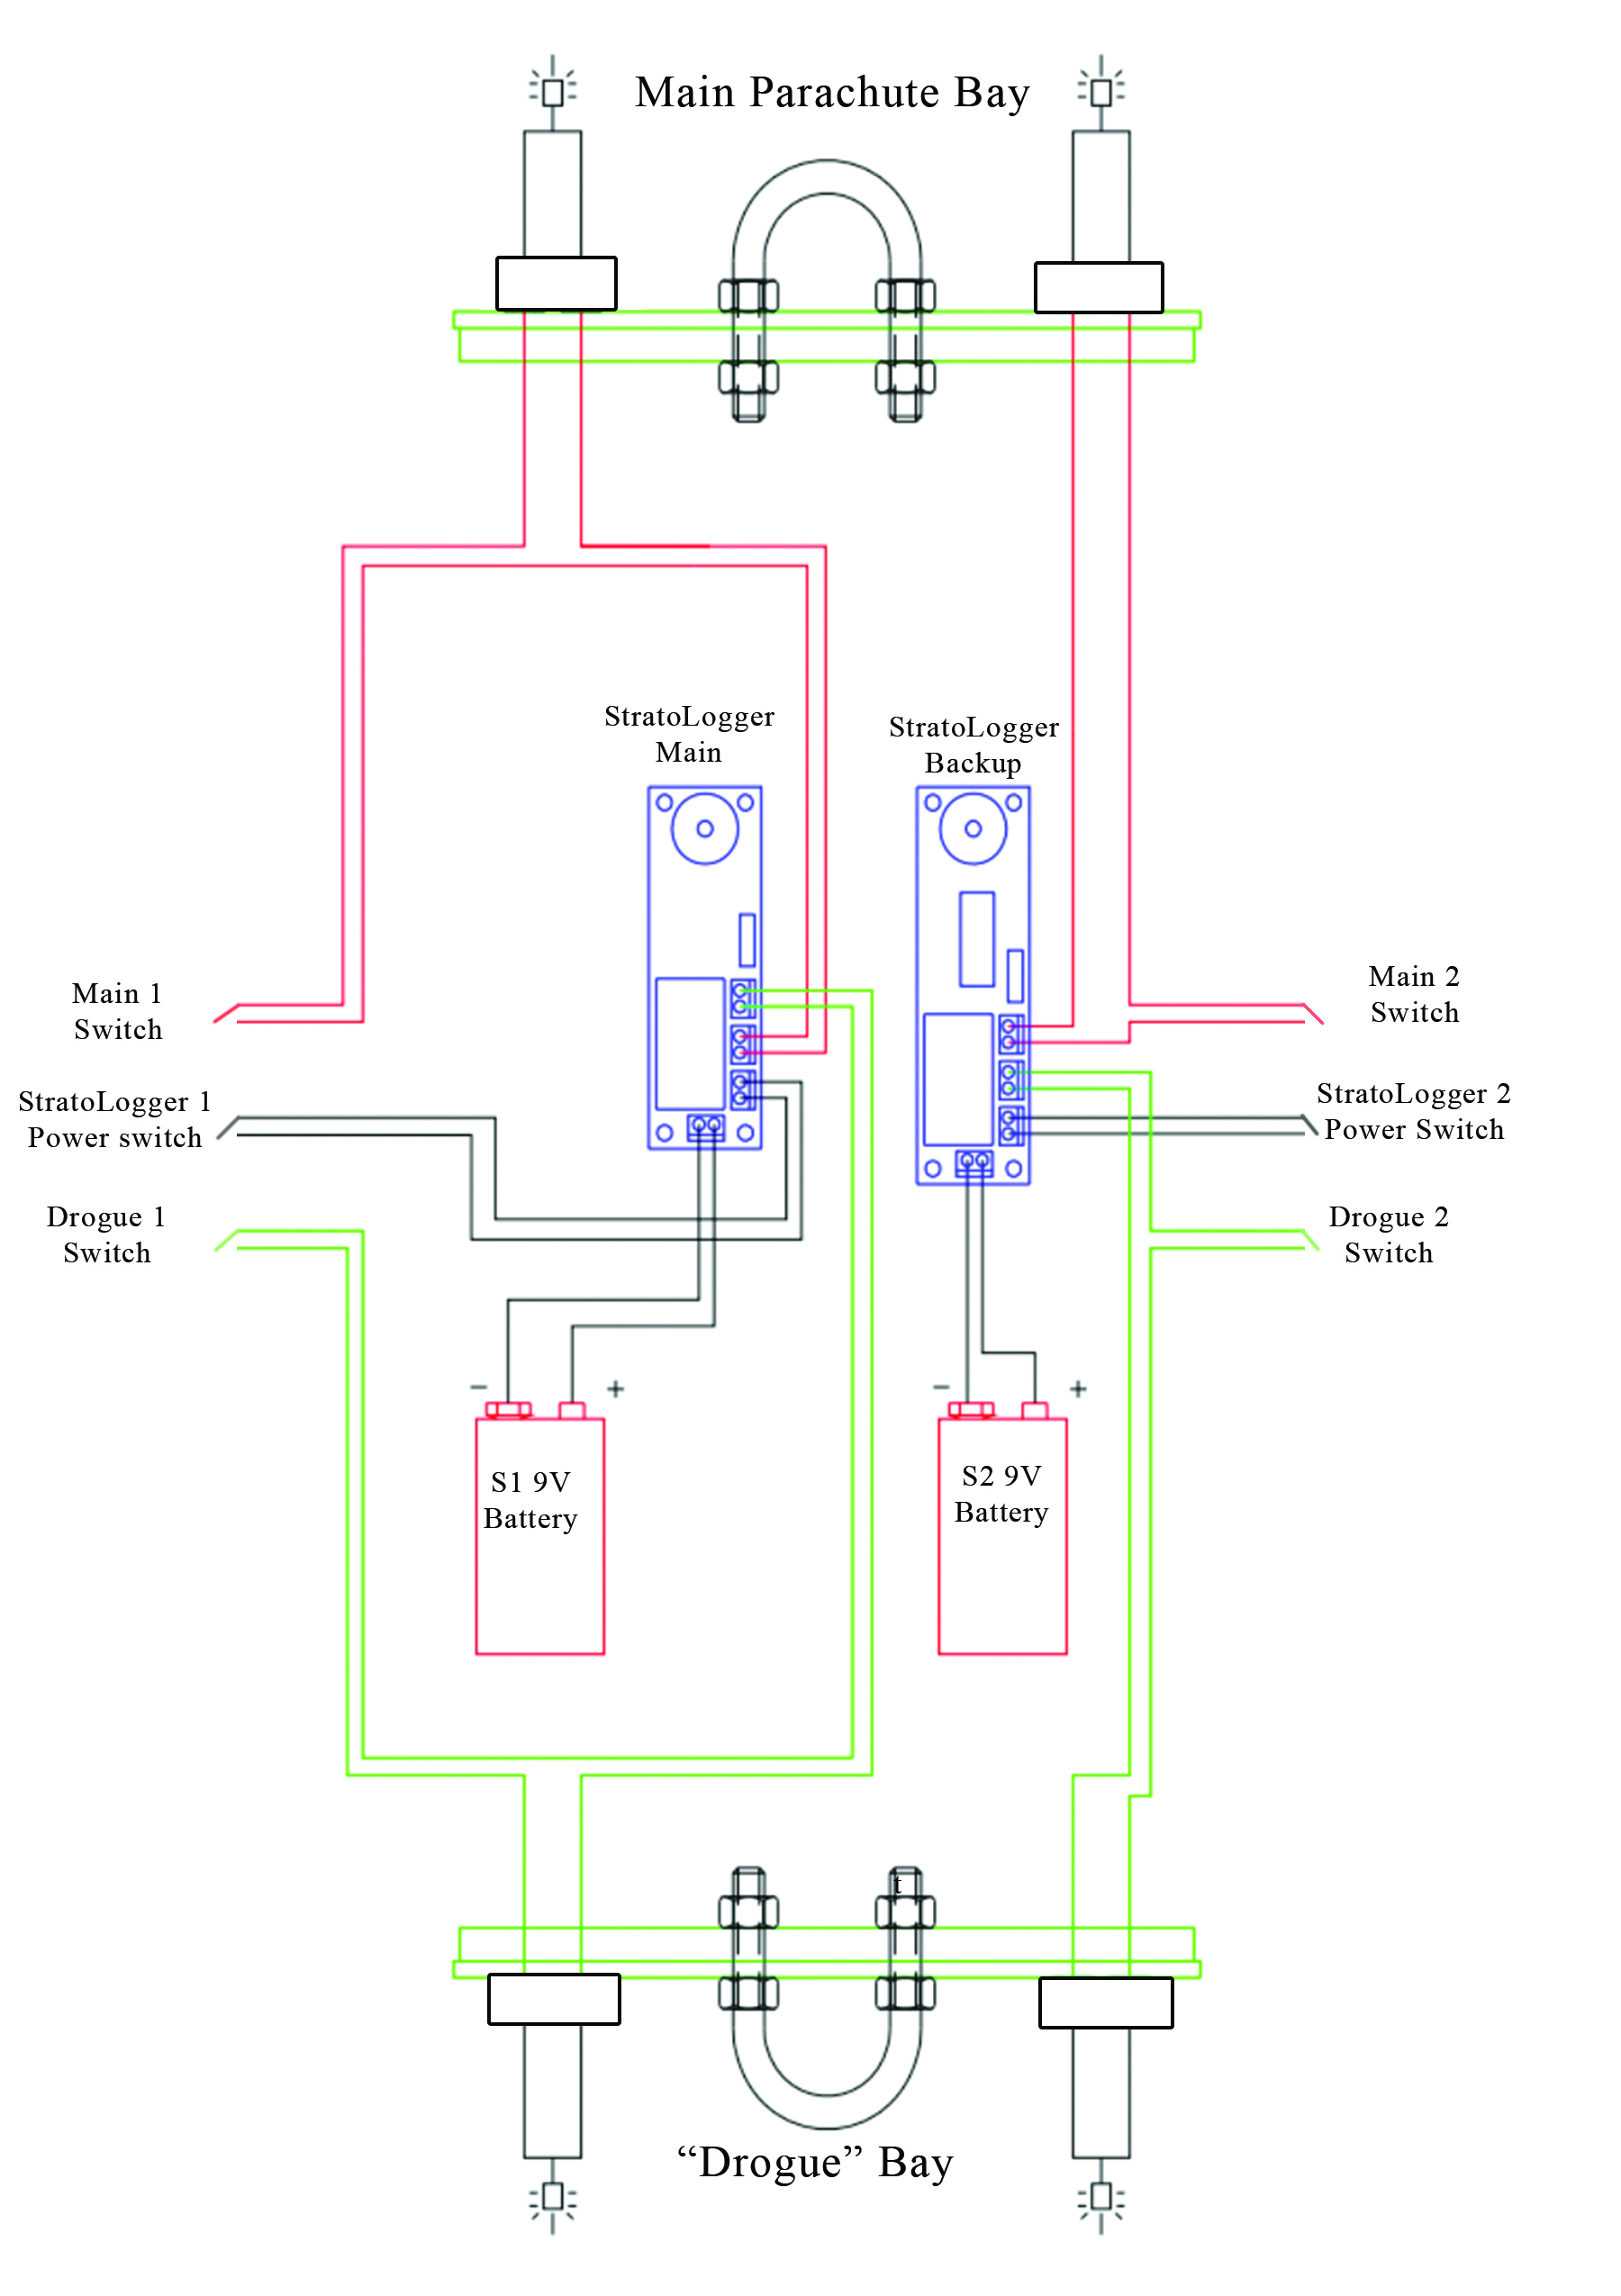 Main Parachute Bay
StratoLogger
Main
StratoLogger
Backup
Main 1
Switch
Main 2
Switch
StratoLogger 1
Power switch
StratoLogger 2
Power Switch
Drogue 1
Switch
Drogue 2
Switch
− +
− +
S1 9V
Battery
S2 9V
Battery
t
“Drogue” Bay